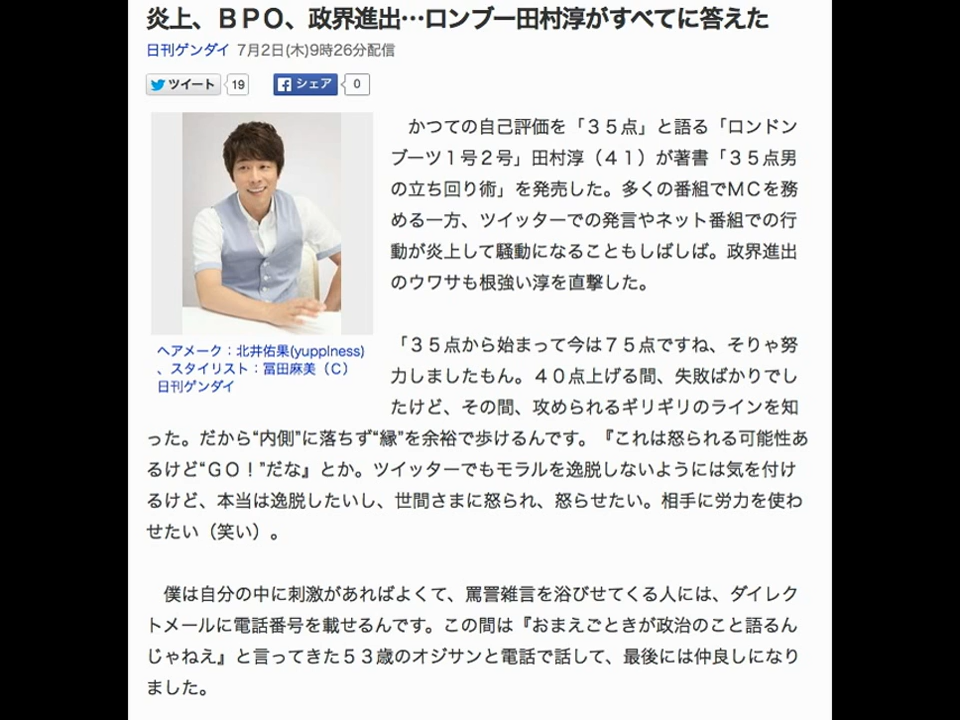 炎上、ＢＰＯ、政界進出…ロンブー田村淳がすべてに答えた
日刊ゲンダイ 7月2日(木)9時26分配信
ツイート 19 シェア 0
かつての自己評価を「３５点」と語る「ロンドン
ブーツ１号２号」田村淳（４１）が著書「３５点男
の立ち回り術」を発売した。多くの番組でＭＣを務
める一方、ツイッターでの発言やネット番組での行
動が炎上して騒動になることもしばしば。政界進出
のウワサも根強い淳を直撃した。
ヘアメーク：北井佑果(yuppIness)
、スタイリスト：冨田麻美（Ｃ）
日刊ゲンダイ
「３５点から始まって今は７５点ですね、そりゃ努
力しましたもん。４０点上げる間、失敗ばかりでし
たけど、その間、攻められるギリギリのラインを知
った。だから“内側”に落ちず“縁”を余裕で歩けるんです。『これは怒られる可能性あ
るけど“ＧＯ！”だな』とか。ツイッターでもモラルを逸脱しないようには気を付け
るけど、本当は逸脱したいし、世間さまに怒られ、怒らせたい。相手に労力を使わ
せたい（笑い）。
僕は自分の中に刺激があればよくて、罵詈雑言を浴びせてくる人には、ダイレク
トメールに電話番号を載せるんです。この間は『おまえごときが政治のこと語るん
じゃねえ』と言ってきた５３歳のオジサンと電話で話して、最後には仲良しになり
ました。